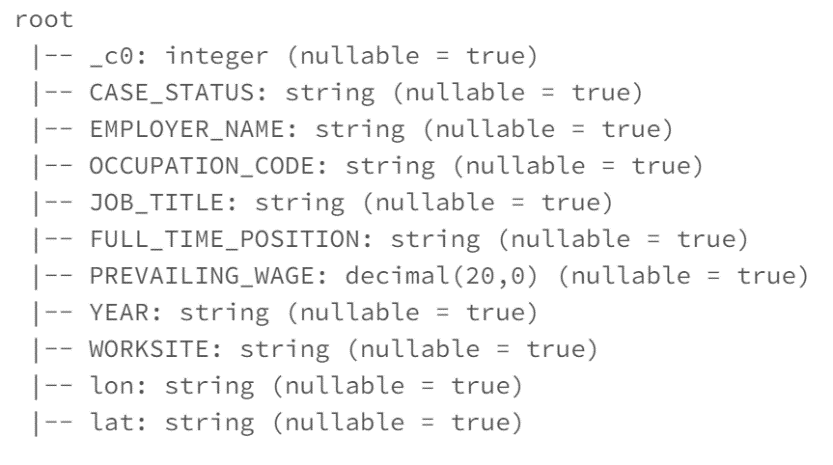 root
 |-- _c0: integer (nullable = true)
 |-- CASE_STATUS: string (nullable = true)
 |-- EMPLOYER_NAME: string (nullable = true)
 |-- OCCUPATION_CODE: string (nullable = true)
 |-- JOB_TITLE: string (nullable = true)
 |-- FULL_TIME_POSITION: string (nullable = true)
 |-- PREVAILING_WAGE: decimal(20,0) (nullable = true)
 |-- YEAR: string (nullable = true)
 |-- WORKSITE: string (nullable = true)
 |-- lon: string (nullable = true)
 |-- lat: string (nullable = true)